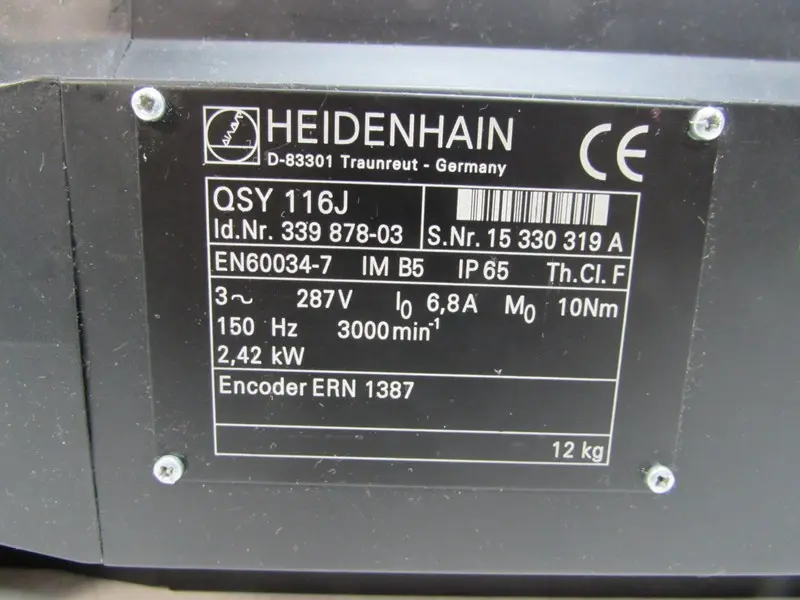 HEIDENHAIN
D-83301 Traunreut - Germany
CE
QSY 116J
Id.Nr. 339 878-03
S.Nr. 15 330 319 A
EN60034-7 IM B5 IP 65 Th.Cl. F
3~ 287V I0 6,8A M0 10Nm
150 Hz 3000min-1
2,42 kW
Encoder ERN 1387
12 kg